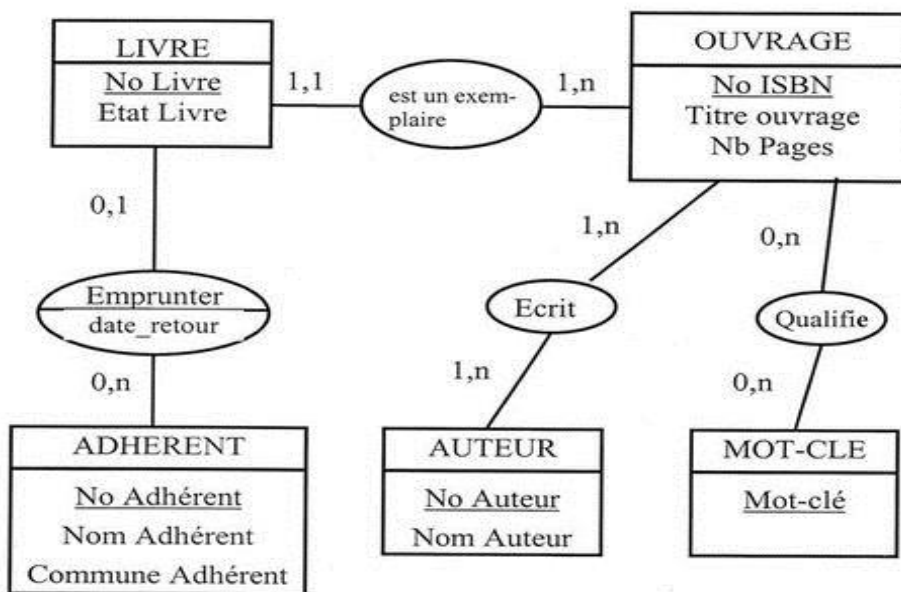 LIVRE
No Livre
Etat Livre
1,1
est un exem-
plaire
1,n
OUVRAGE
No ISBN
Titre ouvrage
Nb Pages
0,1
1,n
0,n
Emprunter
date_retour
Ecrit
Qualifie
0,n
1,n
0,n
ADHERENT
No Adhérent
Nom Adhérent
Commune Adhérent
AUTEUR
No Auteur
Nom Auteur
MOT-CLE
Mot-clé